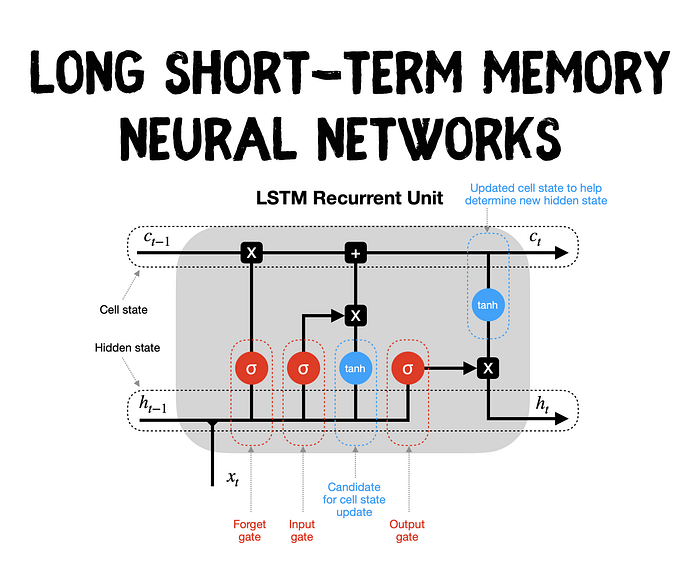 LONG SHORT-TERM MEMORY
NEURAL NETWORKS
LSTM Recurrent Unit
Updated cell state to help
determine new hidden state
c_{t-1}
X
+
c_t
tanh
Cell state
X
Hidden state
σ
σ
tanh
σ
X
h_{t-1}
h_t
x_t
Candidate
for cell state
update
Forget
gate
Input
gate
Output
gate